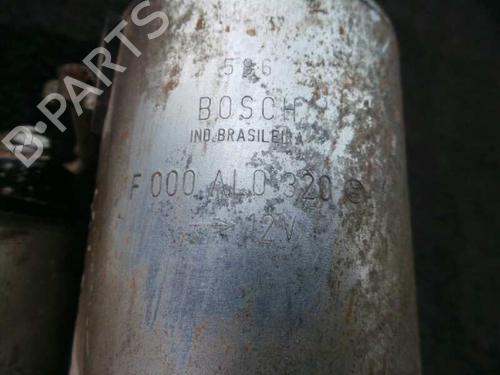 BOSCH
IND.BRASILEIRA
F 000 AL0 320
→ 12V
B-PARTS